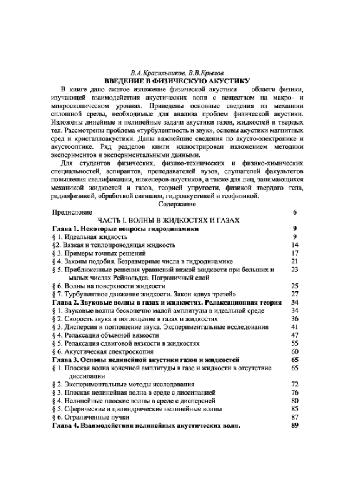 В.А. Красильников, В.В.Крылов
ВВЕДЕНИЕ В ФИЗИЧЕСКУЮ АКУСТИКУ
В книге дано сжатое изложение физической акустики области физики,
изучающей взаимодействия акустических волн с веществом на макро- и
микроскопическом уровнях. Приведены основные сведения из механики
сплошной среды, необходимые для анализа проблем физической акустики.
Изложены линейные и нелинейные задачи акустики газов, жидкостей и твердых
тел. Рассмотрены проблема «турбулентность и звук», основы акустики магнитных
сред и кристаллоакустики. Даны важнейшие сведения по акусто-электронике и
акустооптике. Ряд разделов книги иллюстрирован изложением методики
экспериментов и экспериментальными данными.
Для студентов физических, физико-технических и физико-химических
специальностей, аспирантов, преподавателей вузов, слушателей факультетов
повышения квалификации, инженеров-акустиков, а также для лиц, занимающихся
механикой жидкостей и газов, теорией упругости, физикой твердого тела,
радиофизикой, обработкой сигналов, гидроакустикой и геофизикой.
Содержание
Предисловие 6
ЧАСТЬ I. ВОЛНЫ В ЖИДКОСТЯХ И ГАЗАХ
Глава 1. Некоторые вопросы гидродинамики 9
§ 1. Идеальная жидкость 9
§2. Вязкая и теплопроводящая жидкость 14
§ 3. Примеры точных решений 17
§ 4. Законы подобия. Безразмерные числа в гидродинамике 21
§ 5. Приближенные решения уравнений вязкой жидкости при больших и 23
малых числах Рейнольдса. Пограничный слой
§ 6. Волны на поверхности жидкости 25
§ 7. Турбулентное движение жидкости. Закон «двух третей» 27
Глава 2. Звуковые волны в газах и жидкостях. Релаксационная теория 34
§ 1. Звуковые волны бесконечно малой амплитуды в идеальной среде 34
§ 2. Скорость звука и поглощение в газах и жидкостях 36
§ 3. Дисперсия и поглощение звука. Экспериментальные исследования 41
§ 4. Релаксация объемной вязкости 47
§ 5. Релаксация сдвиговой вязкости в жидкостях 55
§ 6. Акустическая спектроскопия 60
Глава 3. Основы нелинейной акустики газов и жидкостей 65
§ 1. Плоская волна конечной амплитуды в газе и жидкости в отсутствие 65
диссипации
§ 2. Экспериментальные методы исследования 72
§ 3. Плоская нелинейная волна в среде с диссипацией 76
§ 4. Нелинейные плоские волны в среде с дисперсией 80
§ 5. Сферические и цилиндрические нелинейные волны 85
§ 6. Ограниченные пучки 87
Глава 4. Взаимодействия нелинейных акустических волн. 89